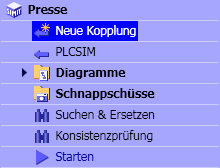 Presse
Neue Kopplung
PLCSIM
Diagramme
Schnappschüsse
Suchen & Ersetzen
Konsistenzprüfung
Starten